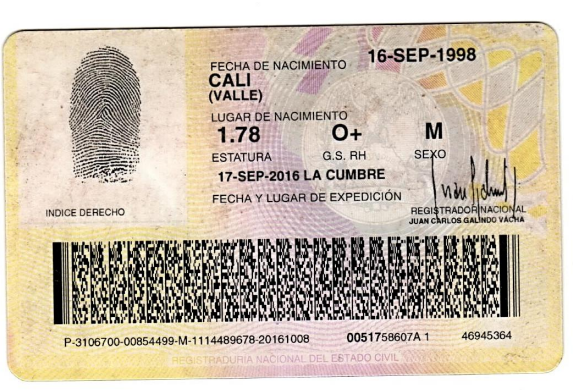 FECHA DE NACIMIENTO 16-SEP-1998
CALI
(VALLE)
LUGAR DE NACIMIENTO
1.78 O+ M
ESTATURA G.S. RH SEXO
17-SEP-2016 LA CUMBRE
FECHA Y LUGAR DE EXPEDICIÓN
INDICE DERECHO
REGISTRADOR NACIONAL
JUAN CARLOS GALINDO VÁCHA
P-3106700-00854499-M-1114489678-20161008 0051758607A 1 46945364
REGISTRADURIA NACIONAL DEL ESTADO CIVIL